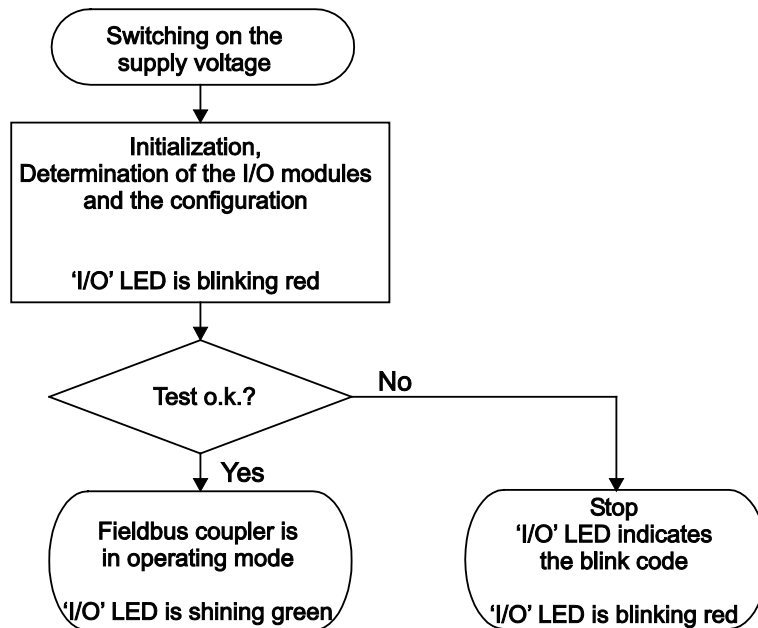 Switching on the
supply voltage
Initialization,
Determination of the I/O modules
and the configuration
‘I/O’ LED is blinking red
Test o.k.?
No
Yes
Fieldbus coupler is
in operating mode
‘I/O’ LED is shining green
Stop
‘I/O’ LED indicates
the blink code
‘I/O’ LED is blinking red